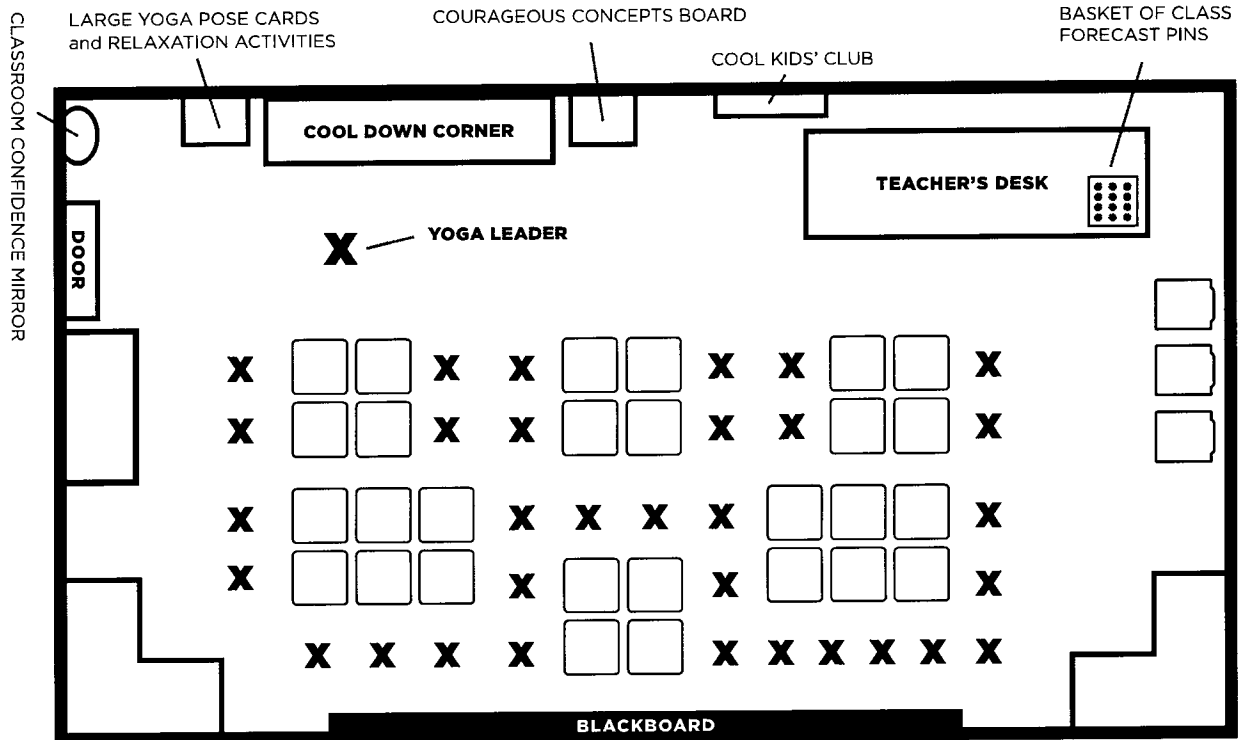 LARGE YOGA POSE CARDS
and RELAXATION ACTIVITIES
COURAGEOUS CONCEPTS BOARD
COOL KIDS' CLUB
BASKET OF CLASS
FORECAST PINS
CLASSROOM CONFIDENCE MIRROR
COOL DOWN CORNER
TEACHER'S DESK
DOOR
X
YOGA LEADER
X X X X X X
X X X X X X
X X X X X X
X X X X
X X X X X X X X X X
BLACKBOARD